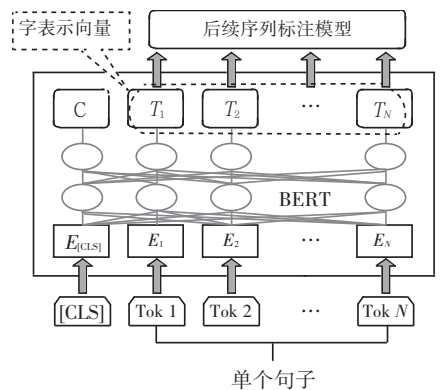 字表示向量
后续序列标注模型
C T1 T2 … TN
BERT
E[CLS] E1 E2 … EN
[CLS] Tok 1 Tok 2 … Tok N
单个句子